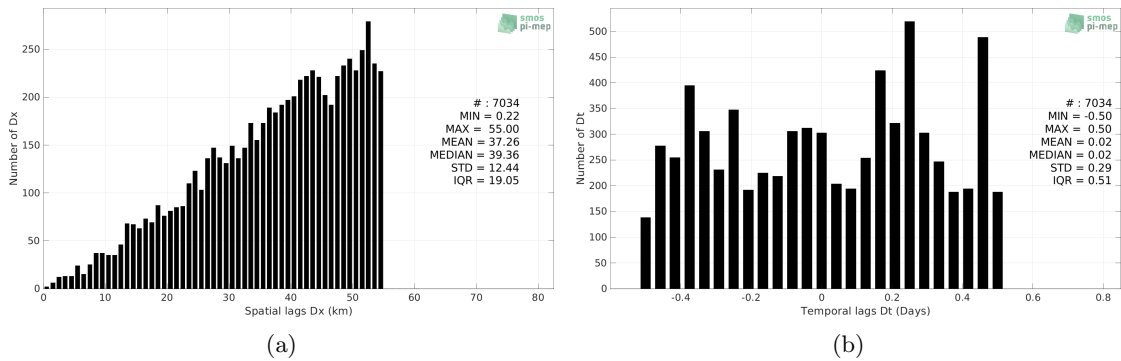 smos
pi-mep
250
200
150
100
50
0
Number of Dx
# : 7034
MIN = 0.22
MAX = 55.00
MEAN = 37.26
MEDIAN = 39.36
STD = 12.44
IQR = 19.05
0 10 20 30 40 50 60 70 80
Spatial lags Dx (km)
(a)
smos
pi-mep
500
450
400
350
300
250
200
150
100
50
0
Number of Dt
# : 7034
MIN = -0.50
MAX = 0.50
MEAN = 0.02
MEDIAN = 0.02
STD = 0.29
IQR = 0.51
-0.4 -0.2 0 0.2 0.4 0.6 0.8
Temporal lags Dt (Days)
(b)